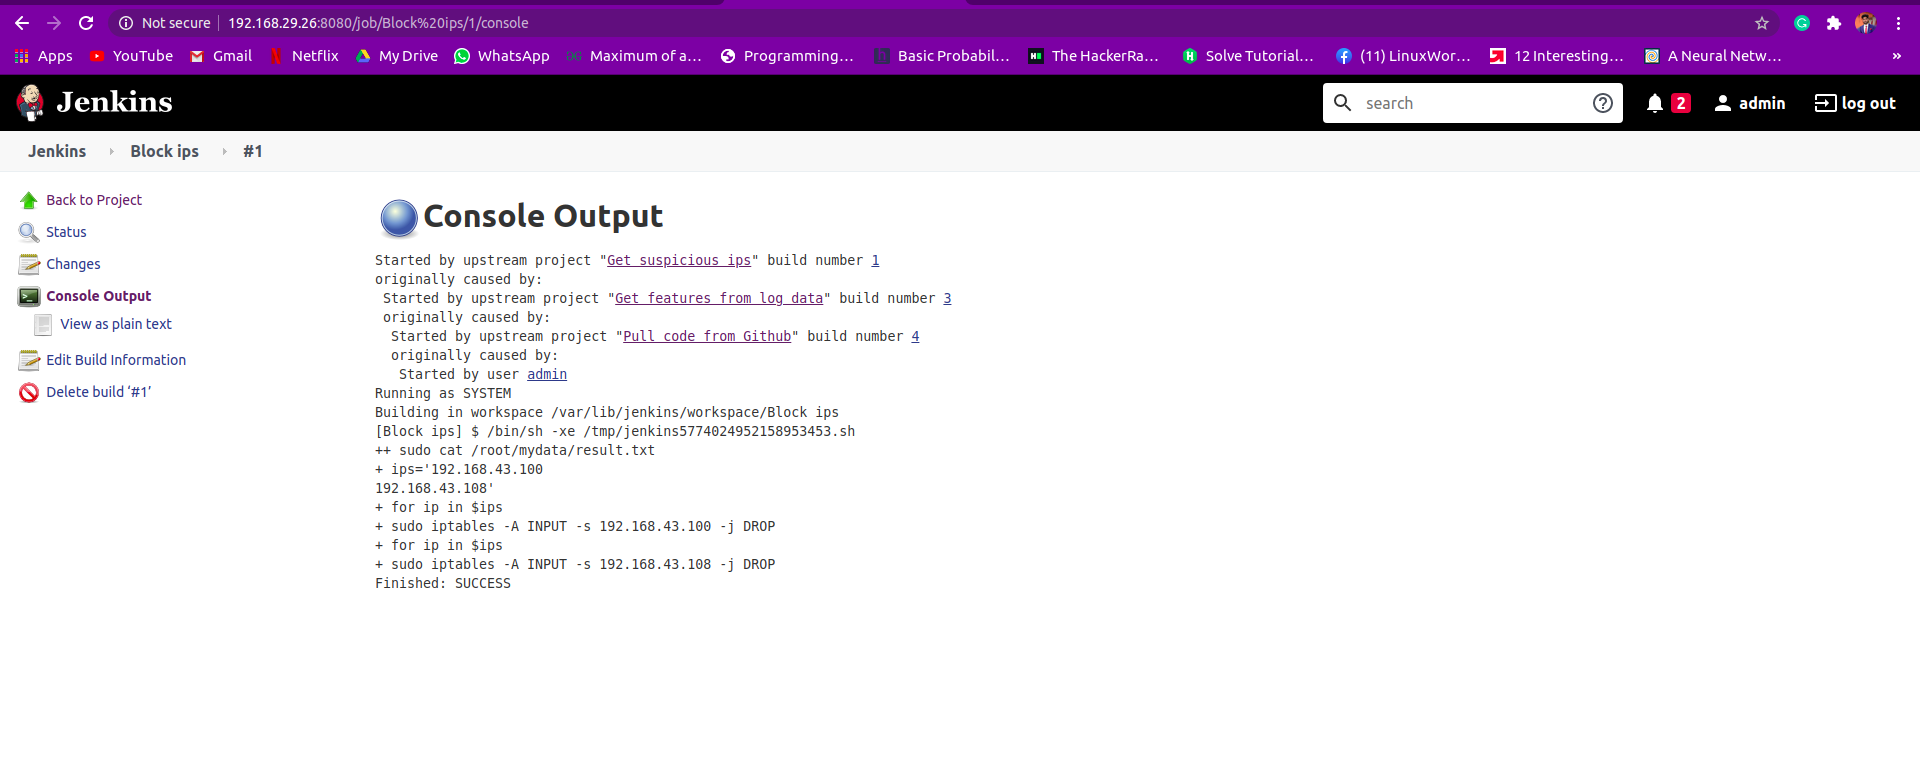 Not secure | 192.168.29.26:8080/job/Block%20ips/1/console
Apps YouTube Gmail Netflix My Drive WhatsApp Maximum of a... Programming... Basic Probabil... The HackerRa... Solve Tutorial... (11) LinuxWor... 12 Interesting... A Neural Netw... »
Jenkins search 2 admin log out
Jenkins Block ips #1
Back to Project
Status
Changes
Console Output
View as plain text
Edit Build Information
Delete build ‘#1’
Console Output
Started by upstream project "Get suspicious ips" build number 1
originally caused by:
Started by upstream project "Get features from log data" build number 3
originally caused by:
Started by upstream project "Pull code from Github" build number 4
originally caused by:
Started by user admin
Running as SYSTEM
Building in workspace /var/lib/jenkins/workspace/Block ips
[Block ips] $ /bin/sh -xe /tmp/jenkins5774024952158953453.sh
++ sudo cat /root/mydata/result.txt
+ ips='192.168.43.100
192.168.43.108'
+ for ip in $ips
+ sudo iptables -A INPUT -s 192.168.43.100 -j DROP
+ for ip in $ips
+ sudo iptables -A INPUT -s 192.168.43.108 -j DROP
Finished: SUCCESS